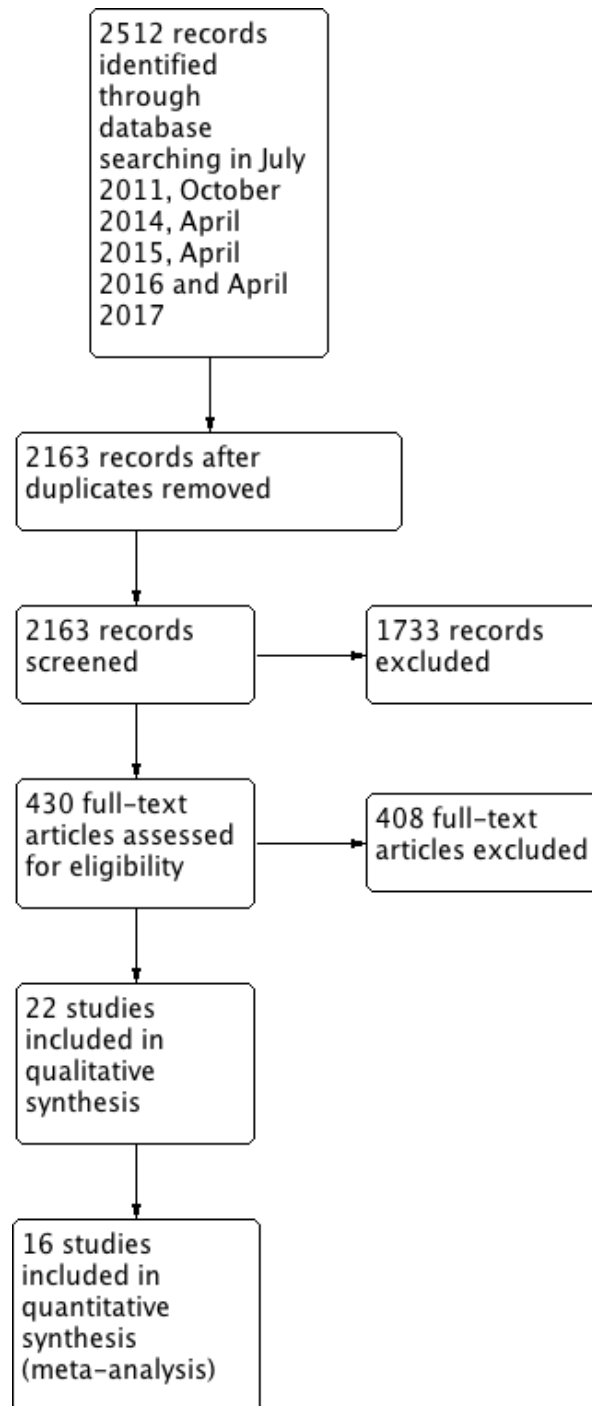 2512 records
identified
through
database
searching in July
2011, October
2014, April
2015, April
2016 and April
2017
2163 records after
duplicates removed
2163 records
screened
1733 records
excluded
430 full-text
articles assessed
for eligibility
408 full-text
articles excluded
22 studies
included in
qualitative
synthesis
16 studies
included in
quantitative
synthesis
(meta-analysis)